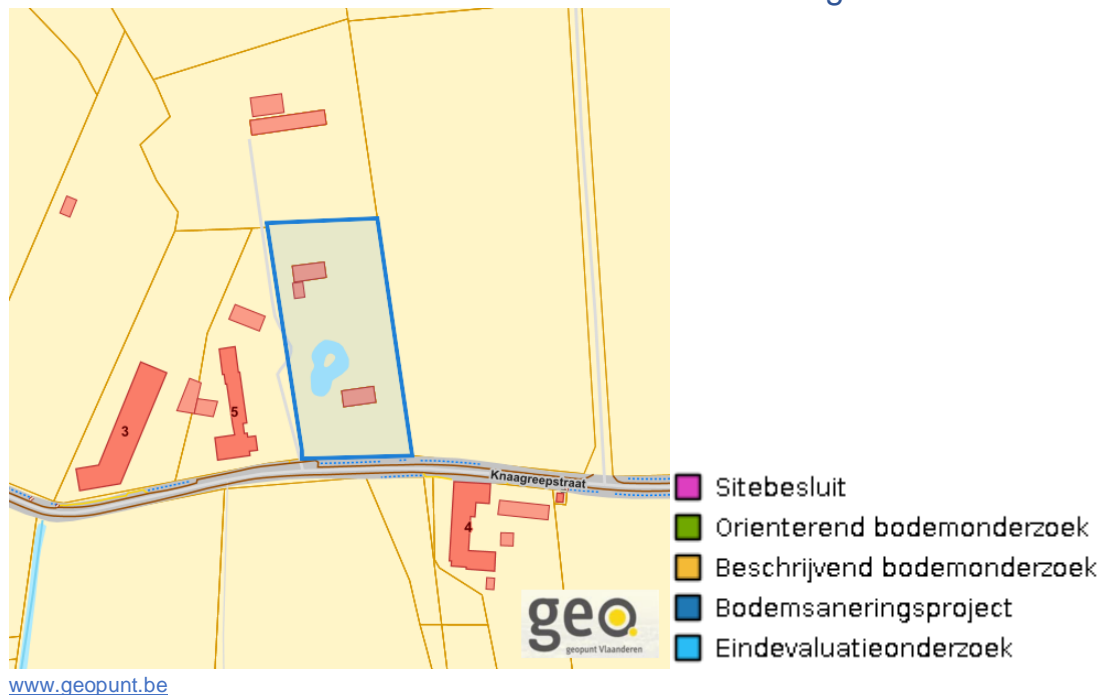 3
5
Knaagreepstraat
4
geo
geopunt Vlaanderen
Sitebesluit
Orienterend bodemonderzoek
Beschrijvend bodemonderzoek
Bodemsaneringsproject
Eindevaluatieonderzoek
www.geopunt.be